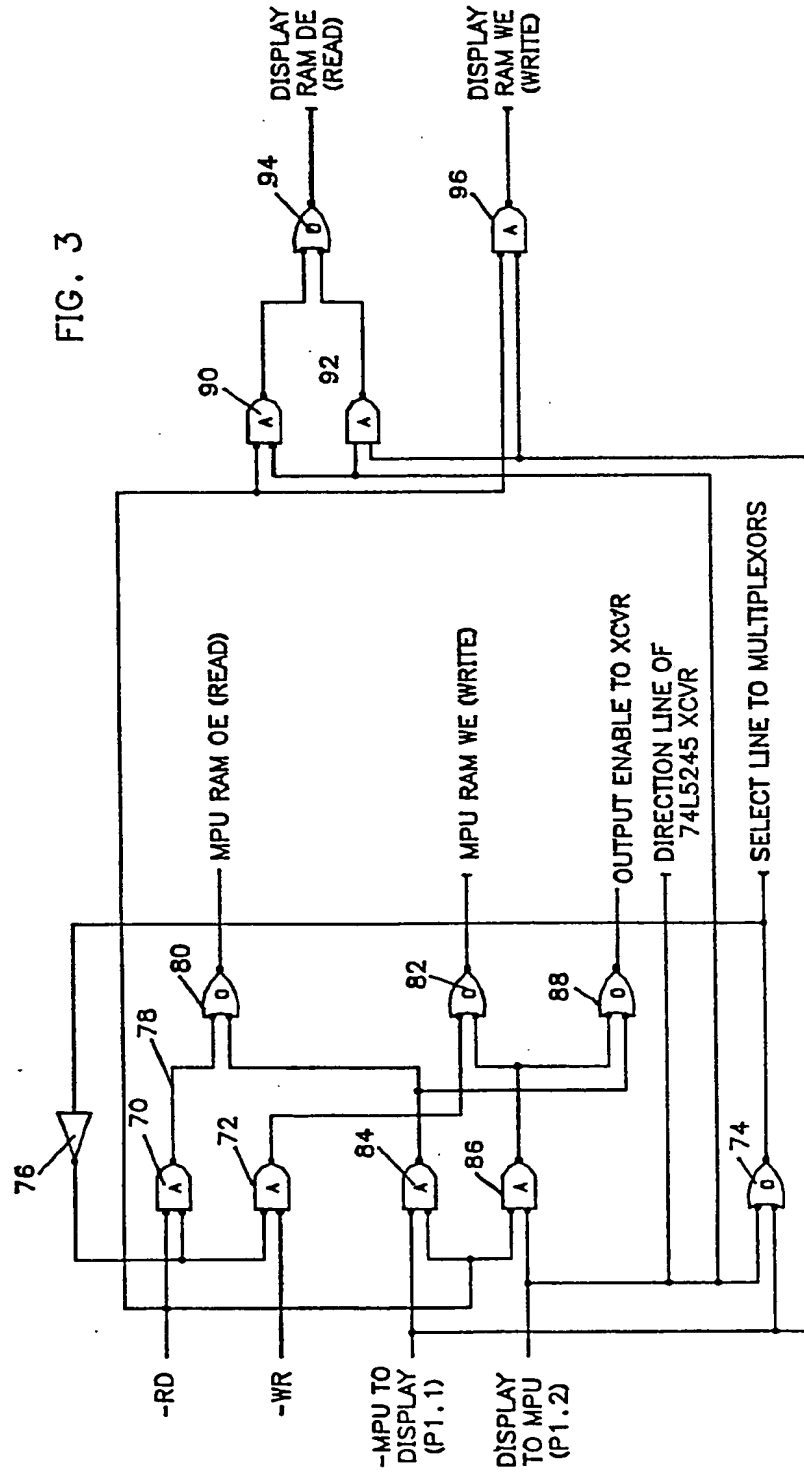 FIG. 3
76
70
78
80
MPU RAM OE (READ)
-RD
A
O
72
A
-WR
82
O
MPU RAM WE (WRITE)
84
A
-MPU TO
DISPLAY
(P1.1)
86
A
88
O
OUTPUT ENABLE TO XCVR
DISPLAY
TO MPU
(P1.2)
DIRECTION LINE OF
74L5245 XCVR
74
O
SELECT LINE TO MULTIPLEXORS
90
A
92
A
94
O
DISPLAY
RAM DE
(READ)
96
A
DISPLAY
RAM WE
(WRITE)